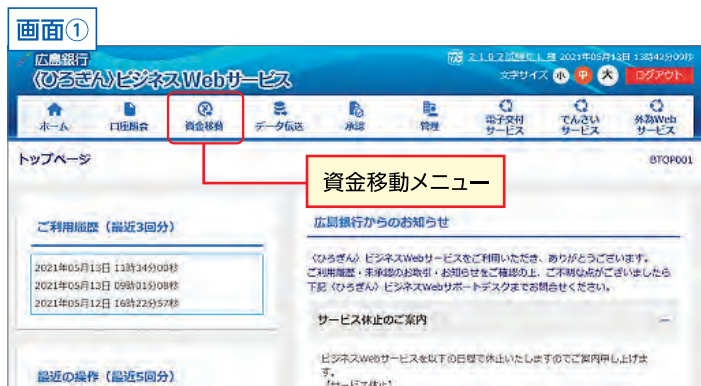 画面①
広島銀行
〈ひろぎん〉ビジネスWebサービス
2021年05月13日 13時42分09秒
文字サイズ 小 中 大 ログアウト
ホーム 口座照会 資金移動 データ伝送 承認 管理 電子交付サービス でんさいサービス 外為Webサービス
トップページ BTOP001
資金移動メニュー
ご利用履歴（最近3回分）
2021年05月13日 13時34分00秒
2021年05月13日 09時01分08秒
2021年05月12日 16時22分57秒
最近の操作（最近5回分）
広島銀行からのお知らせ
〈ひろぎん〉ビジネスWebサービスをご利用いただき、ありがとうございます。
ご利用履歴・未承認のお取引・お知らせをご確認の上、ご不明な点がございましたら
下記〈ひろぎん〉ビジネスWebサポートデスクまでお問合せください。
サービス休止のご案内 −
ビジネスWebサービスを以下の日程で休止いたしますのでご案内申し上げま
す。
【サービス休止】